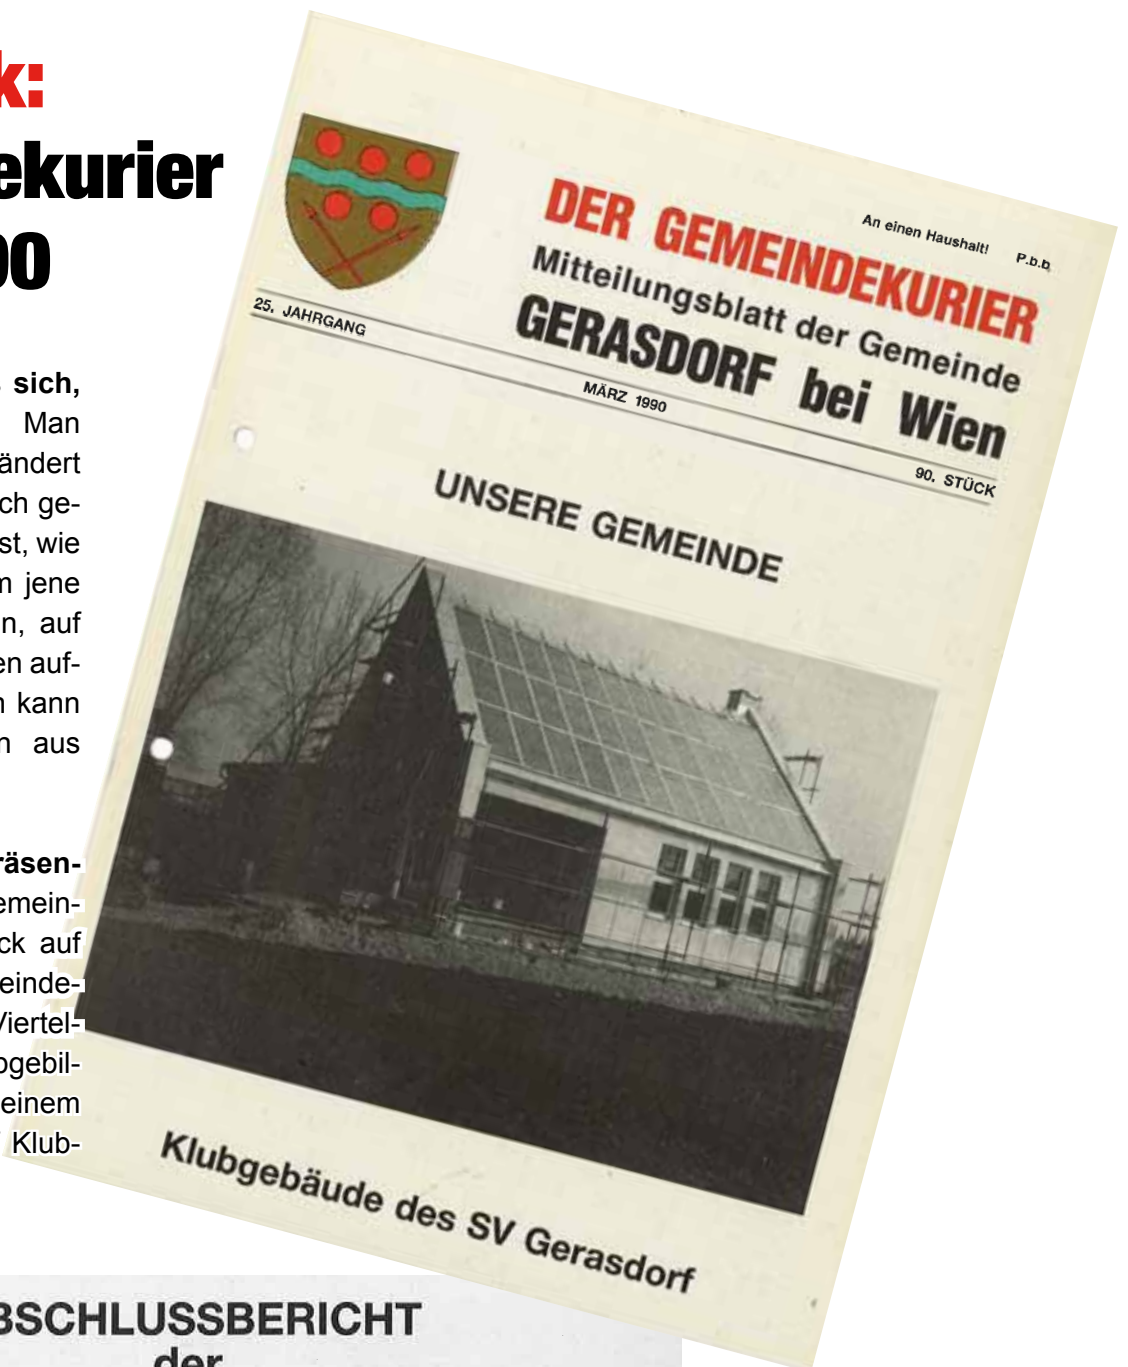 k:
ekurier
00
sich,
Man
ändert
ch ge-
st, wie
m jene
n, auf
en auf-
n kann
n aus
räsen-
emein-
ck auf
einde-
Viertel-
ogebil-
einem
Klub-
An einen Haushalt! P.b.b.
DER GEMEINDEKURIER
Mitteilungsblatt der Gemeinde
GERASDORF bei Wien
25. JAHRGANG
MÄRZ 1990
90. STÜCK
UNSERE GEMEINDE
Klubgebäude des SV Gerasdorf
BSCHLUSSBERICHT
der